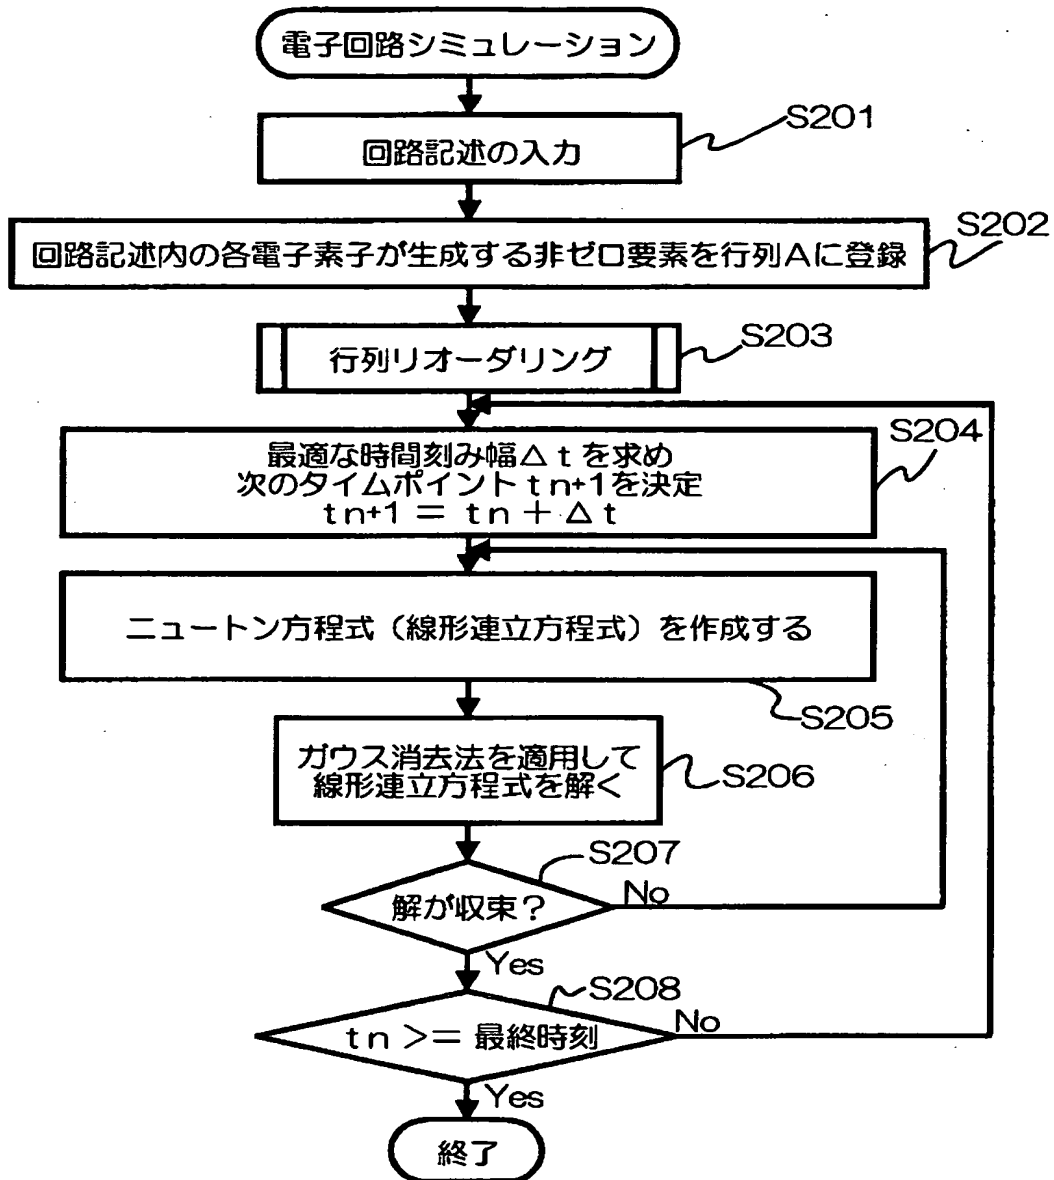 電子回路シミュレーション
S201
回路記述の入力
S202
回路記述内の各電子素子が生成する非ゼロ要素を行列Aに登録
S203
行列リオーダリング
S204
最適な時間刻み幅Δtを求め
次のタイムポイントtn+1を決定
tn+1 = tn + Δt
ニュートン方程式（線形連立方程式）を作成する
S205
ガウス消去法を適用して
線形連立方程式を解く
S206
S207
解が収束?
No
Yes
S208
tn >= 最終時刻
No
Yes
終了